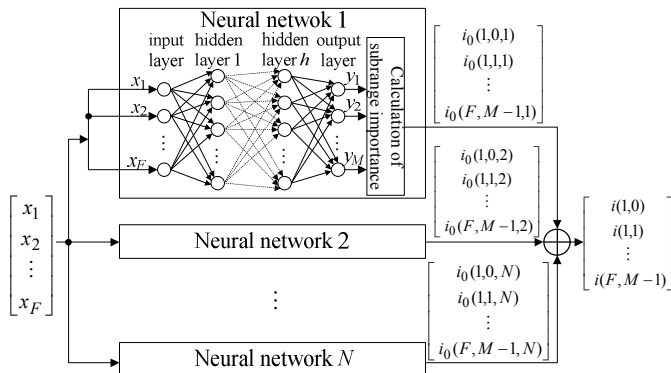 Neural network 1
input layer
hidden layer 1
hidden layer h
output layer
x1
x2
⋮
xF
y1
y2
⋮
yM
Calculation of subrange importance
i0(1,0,1)
i0(1,1,1)
⋮
i0(F,M−1,1)
x1
x2
⋮
xF
Neural network 2
i0(1,0,2)
i0(1,1,2)
⋮
i0(F,M−1,2)
i(1,0)
i(1,1)
⋮
i(F,M−1)
⋮
Neural network N
i0(1,0,N)
i0(1,1,N)
⋮
i0(F,M−1,N)